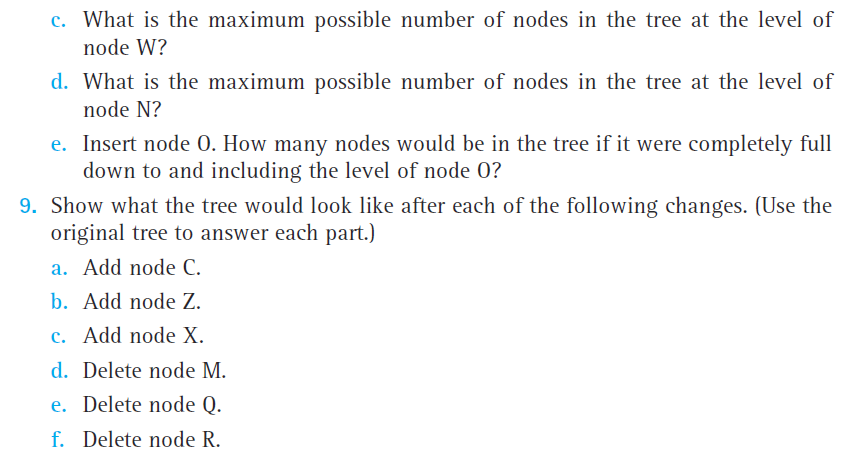 c. What is the maximum possible number of nodes in the tree at the level of
node W?
d. What is the maximum possible number of nodes in the tree at the level of
node N?
e. Insert node O. How many nodes would be in the tree if it were completely full
down to and including the level of node O?
9. Show what the tree would look like after each of the following changes. (Use the
original tree to answer each part.)
a. Add node C.
b. Add node Z.
c. Add node X.
d. Delete node M.
e. Delete node Q.
f. Delete node R.